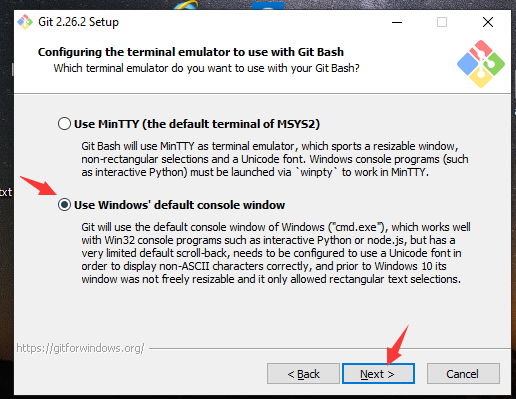 Git 2.26.2 Setup
Configuring the terminal emulator to use with Git Bash
Which terminal emulator do you want to use with your Git Bash?
Use MinTTY (the default terminal of MSYS2)
Git Bash will use MinTTY as terminal emulator, which sports a resizable window,
non-rectangular selections and a Unicode font. Windows console programs (such
as interactive Python) must be launched via `winpty` to work in MinTTY.
txt
Use Windows' default console window
Git will use the default console window of Windows ("cmd.exe"), which works well
with Win32 console programs such as interactive Python or node.js, but has a
very limited default scroll-back, needs to be configured to use a Unicode font in
order to display non-ASCII characters correctly, and prior to Windows 10 its
window was not freely resizable and it only allowed rectangular text selections.
https://gitforwindows.org/
< Back
Next >
Cancel